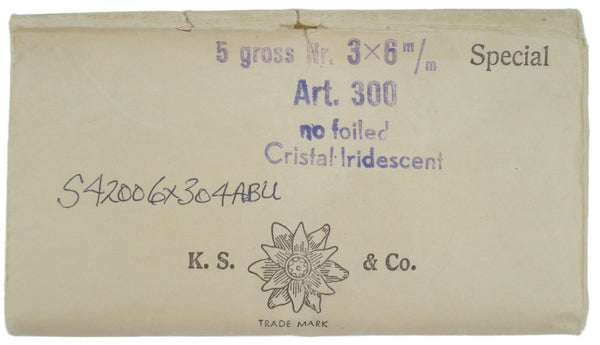 5 gross Nr. 3×6 m/m Special
Art. 300
no foiled
Cristal-Iridescent
S42006x304ABU
K. S. & Co.
TRADE MARK